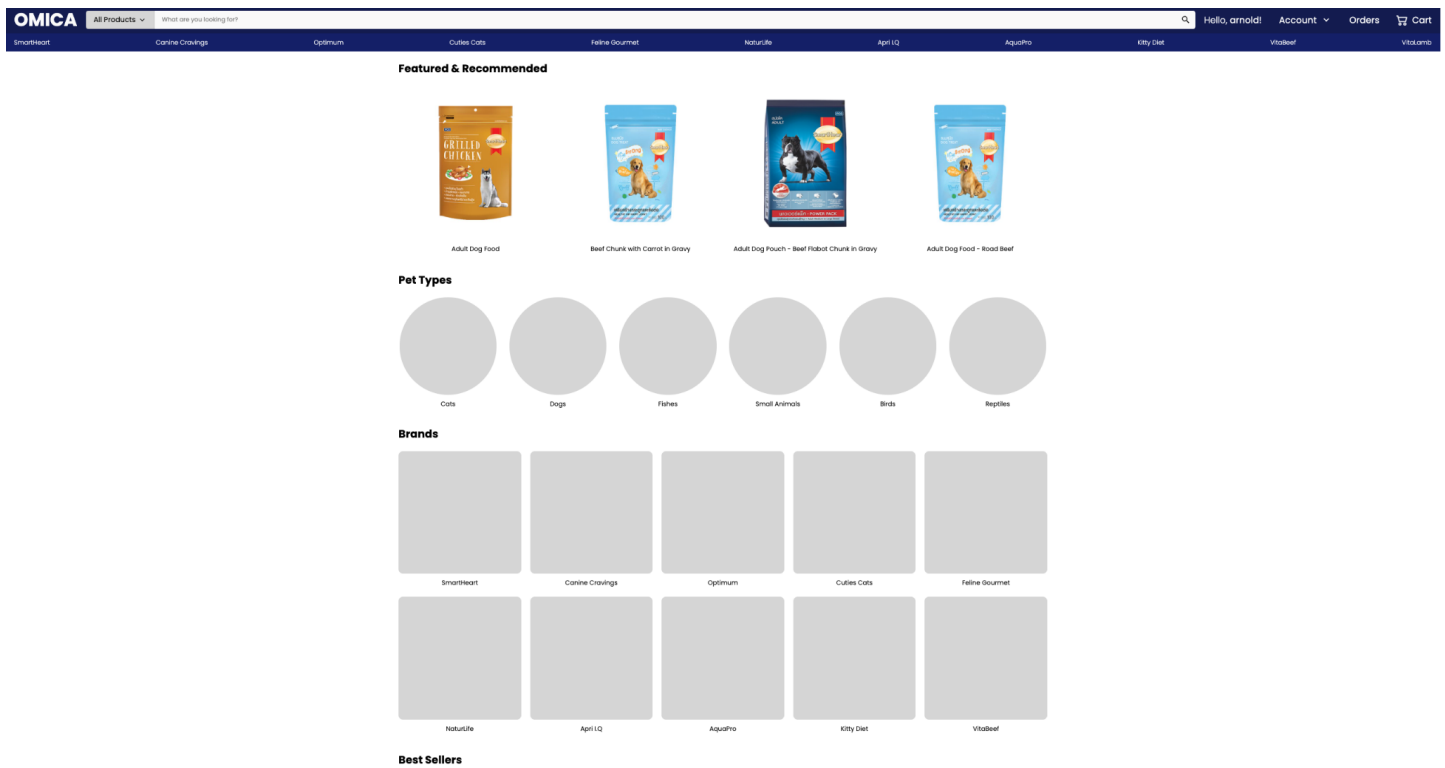 OMICA All Products What are you looking for? Hello, arnold! Account Orders Cart
SmartHeart Canine Cravings Optimum Cuties Cats Feline Gourmet NaturLife Apri I.Q AquaPro Kitty Diet VitaBeef VitaLamb
Featured & Recommended
GRILLED
CHICKEN
Adult Dog Food Beef Chunk with Carrot in Gravy Adult Dog Pouch - Beef Flabot Chunk in Gravy Adult Dog Food - Road Beef
Pet Types
Cats Dogs Fishes Small Animals Birds Reptiles
Brands
SmartHeart Canine Cravings Optimum Cuties Cats Feline Gourmet
NaturLife Apri I.Q AquaPro Kitty Diet VitaBeef
Best Sellers